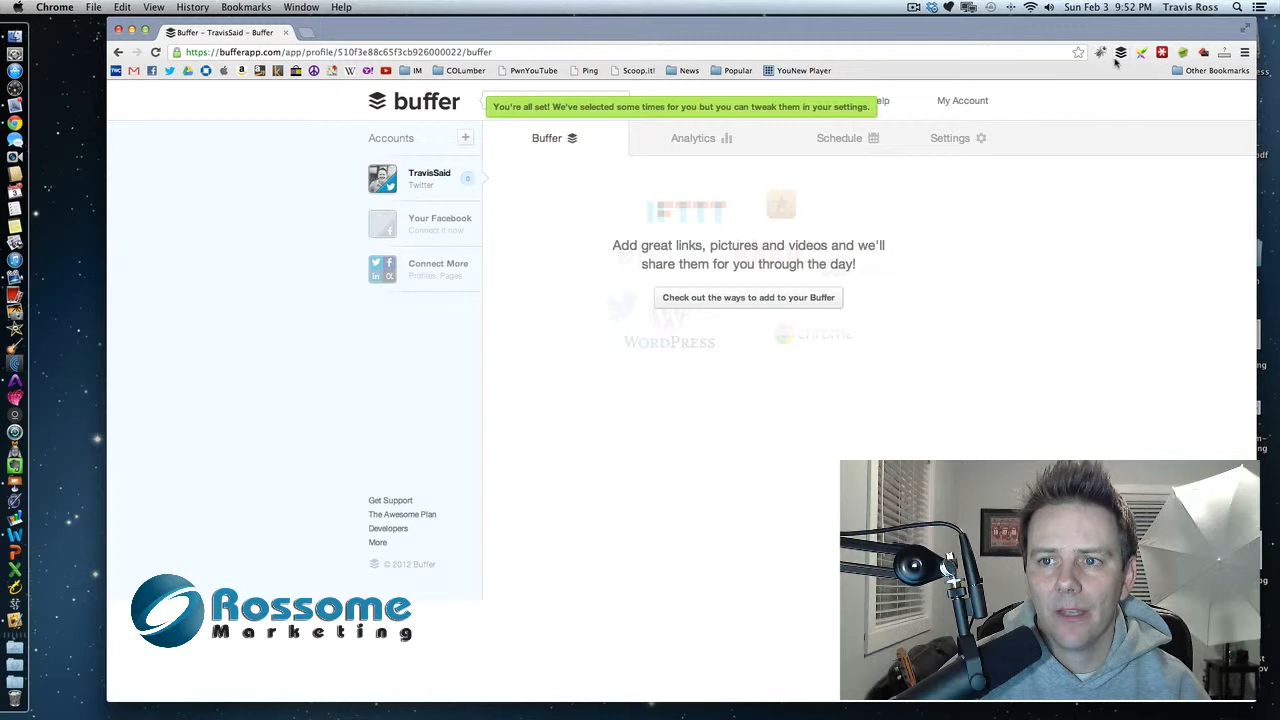 Chrome File Edit View History Bookmarks Window Help
Sun Feb 3 9:52 PM Travis Ross
Buffer - TravisSaid - Buffer
https://bufferapp.com/app/profile/510f3e88c65f3cb926000022/buffer
IM COLumber PwnYouTube Ping Scoop.it! News Popular YouNew Player Other Bookmarks
buffer
You're all set! We've selected some times for you but you can tweak them in your settings.
elp My Account
Accounts
Buffer Analytics Schedule Settings
TravisSaid
Twitter
0
Your Facebook
Connect it now
Connect More
Profiles, Pages
IFTTT
Add great links, pictures and videos and we'll
share them for you through the day!
Check out the ways to add to your Buffer
WORDPRESS
chrome
Get Support
The Awesome Plan
Developers
More
© 2012 Buffer
Rossome
Marketing